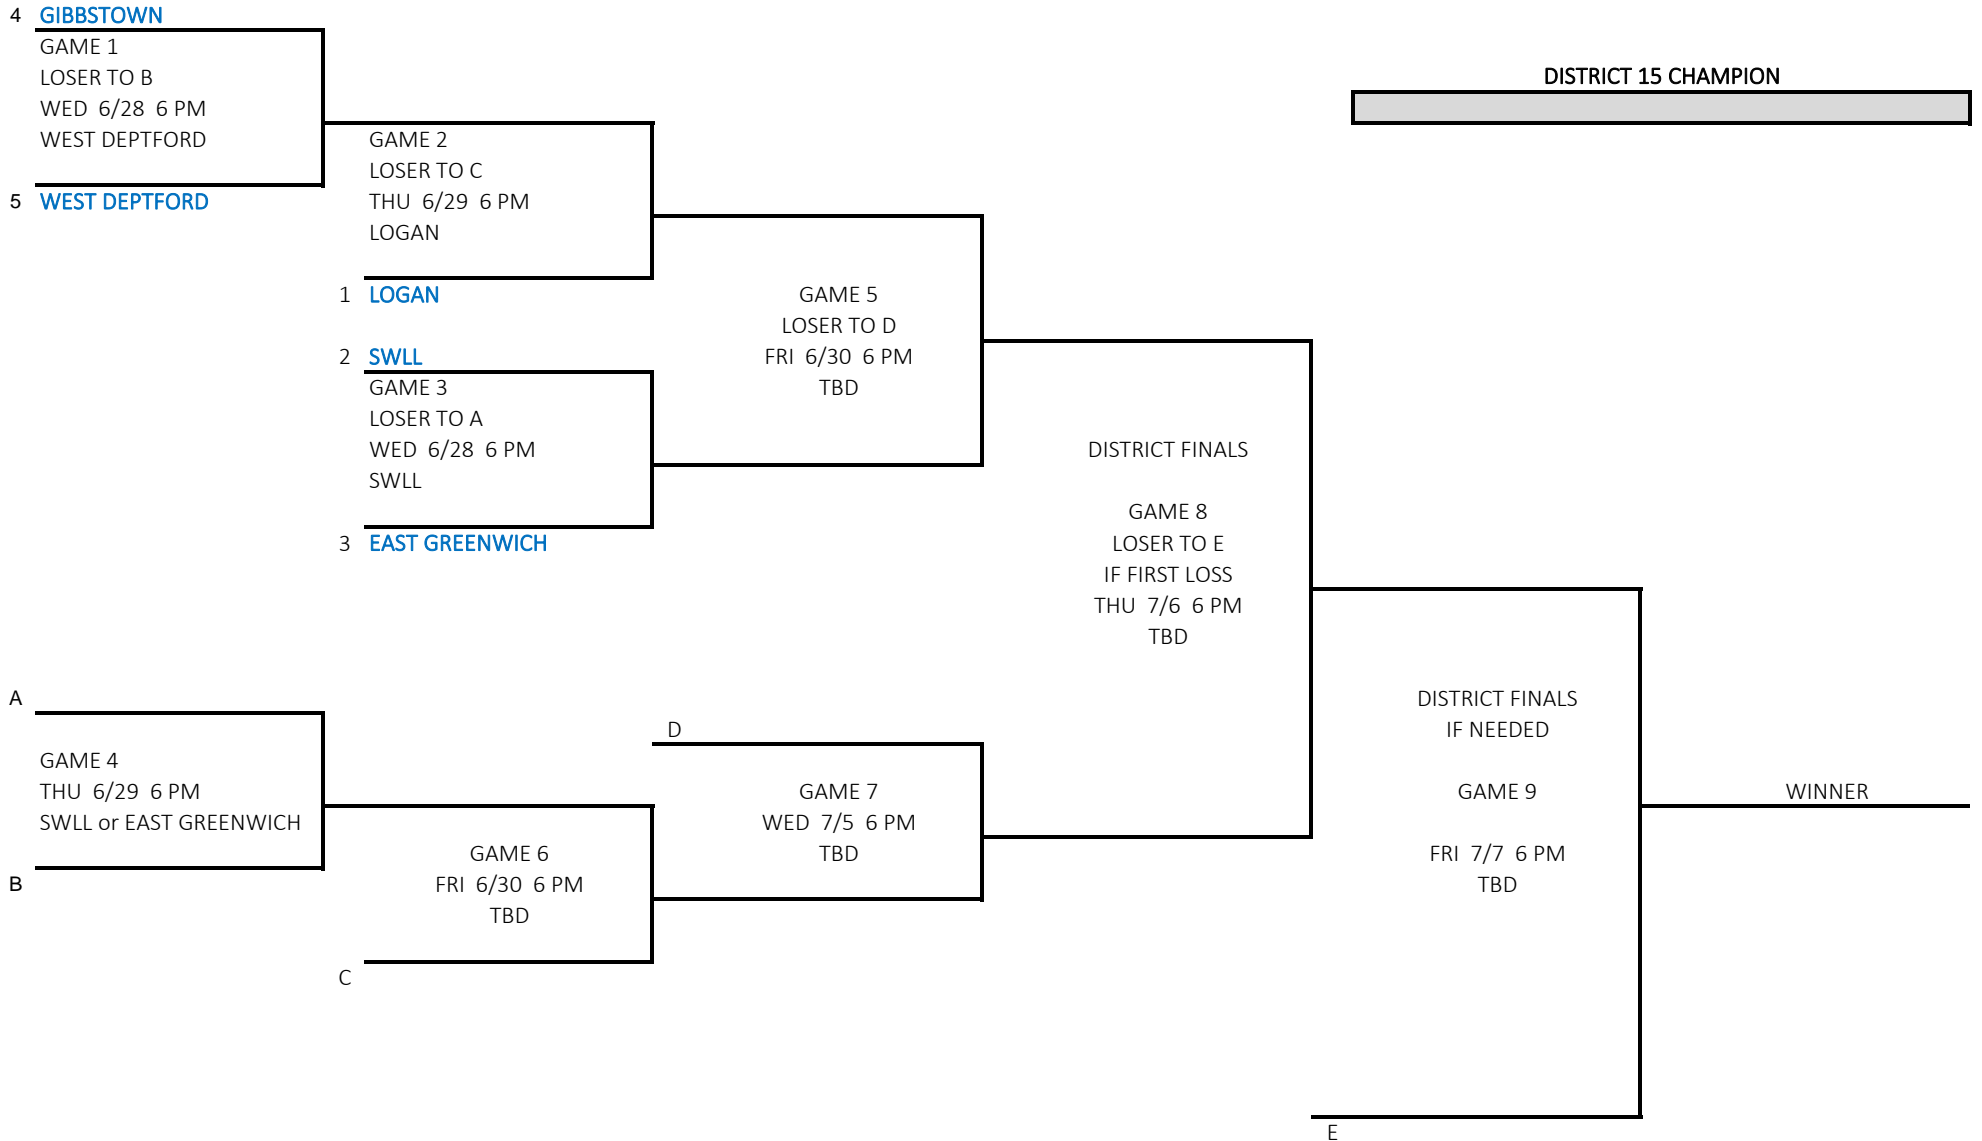 4 GIBBSTOWN
GAME 1
LOSER TO B
WED 6/28 6 PM
WEST DEPTFORD
5 WEST DEPTFORD
DISTRICT 15 CHAMPION
GAME 2
LOSER TO C
THU 6/29 6 PM
LOGAN
1 LOGAN
2 SWLL
GAME 3
LOSER TO A
WED 6/28 6 PM
SWLL
3 EAST GREENWICH
GAME 5
LOSER TO D
FRI 6/30 6 PM
TBD
DISTRICT FINALS
GAME 8
LOSER TO E
IF FIRST LOSS
THU 7/6 6 PM
TBD
A
GAME 4
THU 6/29 6 PM
SWLL or EAST GREENWICH
B
GAME 6
FRI 6/30 6 PM
TBD
C
D
GAME 7
WED 7/5 6 PM
TBD
DISTRICT FINALS
IF NEEDED
GAME 9
FRI 7/7 6 PM
TBD
E
WINNER